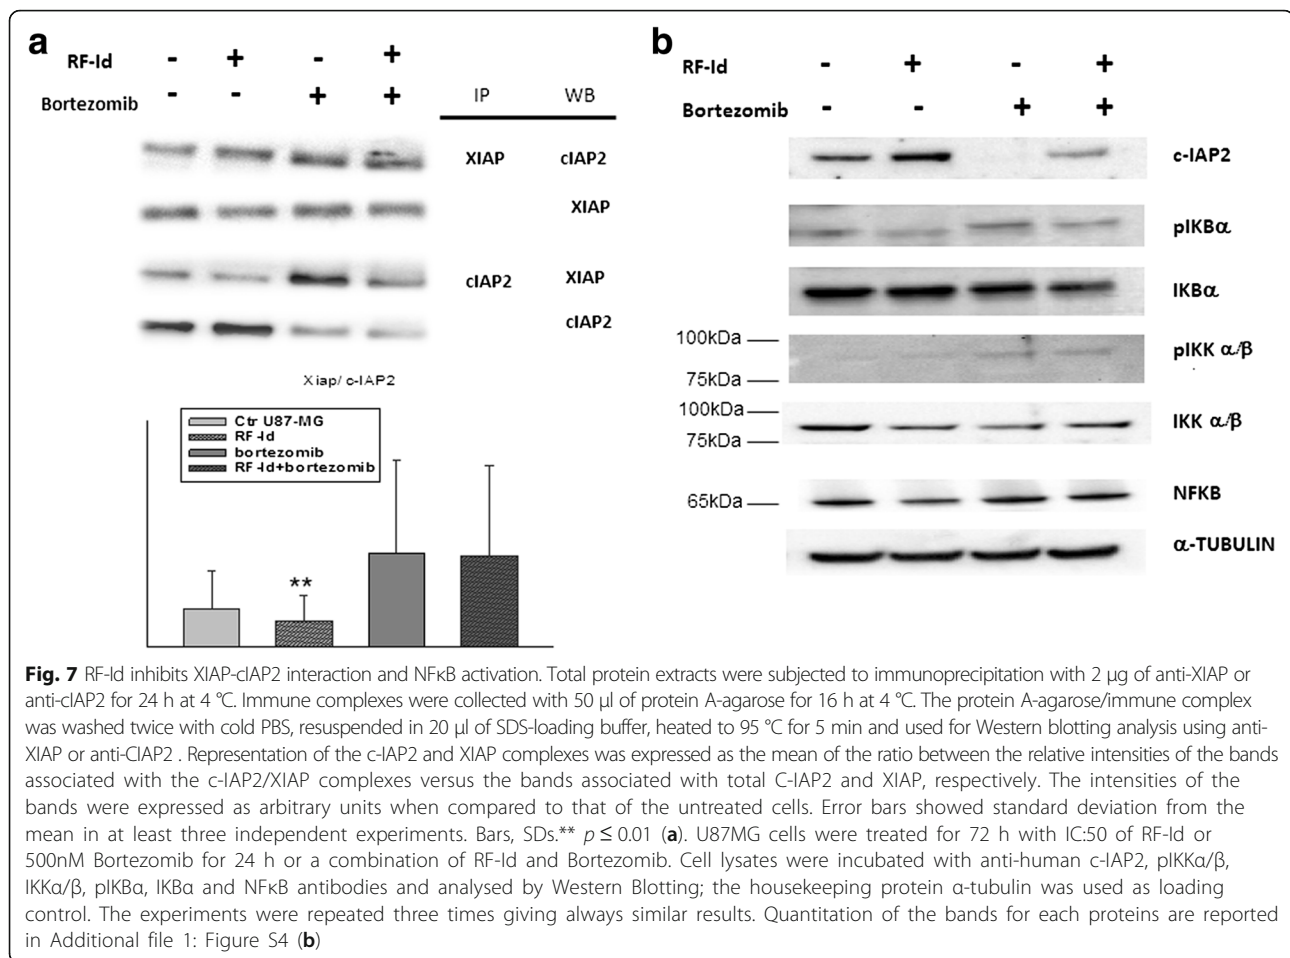 a
RF-Id - + - +
Bortezomib - - + +
IP WB
XIAP cIAP2
XIAP
cIAP2 XIAP
cIAP2
Xiap/ c-IAP2
Ctr U87-MG
RF-Id
bortezomib
RF-Id+bortezomib
**
b
RF-Id - + - +
Bortezomib - - + +
c-IAP2
pIKBα
IKBα
100kDa
pIKK α/β
75kDa
100kDa
IKK α/β
75kDa
NFKB
65kDa
α-TUBULIN
Fig. 7 RF-Id inhibits XIAP-cIAP2 interaction and NFκB activation. Total protein extracts were subjected to immunoprecipitation with 2 μg of anti-XIAP or
anti-cIAP2 for 24 h at 4 °C. Immune complexes were collected with 50 μl of protein A-agarose for 16 h at 4 °C. The protein A-agarose/immune complex
was washed twice with cold PBS, resuspended in 20 μl of SDS-loading buffer, heated to 95 °C for 5 min and used for Western blotting analysis using anti-
XIAP or anti-CIAP2 . Representation of the c-IAP2 and XIAP complexes was expressed as the mean of the ratio between the relative intensities of the bands
associated with the c-IAP2/XIAP complexes versus the bands associated with total C-IAP2 and XIAP, respectively. The intensities of the
bands were expressed as arbitrary units when compared to that of the untreated cells. Error bars showed standard deviation from the
mean in at least three independent experiments. Bars, SDs.** p ≤ 0.01 (a). U87MG cells were treated for 72 h with IC:50 of RF-Id or
500nM Bortezomib for 24 h or a combination of RF-Id and Bortezomib. Cell lysates were incubated with anti-human c-IAP2, pIKKα/β,
IKKα/β, pIKBα, IKBα and NFκB antibodies and analysed by Western Blotting; the housekeeping protein α-tubulin was used as loading
control. The experiments were repeated three times giving always similar results. Quantitation of the bands for each proteins are reported
in Additional file 1: Figure S4 (b)